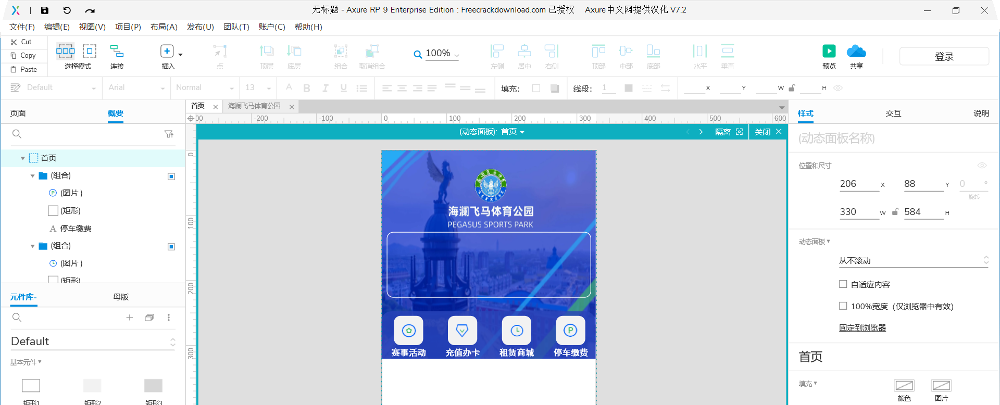 无标题 - Axure RP 9 Enterprise Edition : Freecrackdownload.com 已授权    Axure中文网提供汉化 V7.2
文件(F) 编辑(E) 视图(V) 项目(P) 布局(A) 发布(U) 团队(T) 账户(C) 帮助(H)
Cut
Copy
Paste
选择模式 连接 插入 点 顶层 底层 组合 取消组合 100% 左侧 居中 右侧 顶部 中部 底部 水平 垂直 预览 共享 登录
Default Arial Normal 13 A B I U 填充: 线段: 1 X Y W H
页面 概要
首页
(组合)
(图片 )
(矩形)
A 停车缴费
(组合)
(图片 )
(矩形)
元件库- 母版
Default
基本元件
矩形1 矩形2 矩形3
首页 海澜飞马体育公园
00 -200 -100 0 100 200 300 400 500 600
(动态面板): 首页 隔离 关闭
0
100
200
300
海澜飞马体育公园
PEGASUS SPORTS PARK
赛事活动 充值办卡 租赁商城 停车缴费
P
样式 交互 说明
(动态面板名称)
位置和尺寸
206 X 88 Y 0 °
旋转
330 W 584 H
动态面板
从不滚动
自适应内容
100%宽度（仅浏览器中有效）
固定到浏览器
首页
填充
颜色 图片